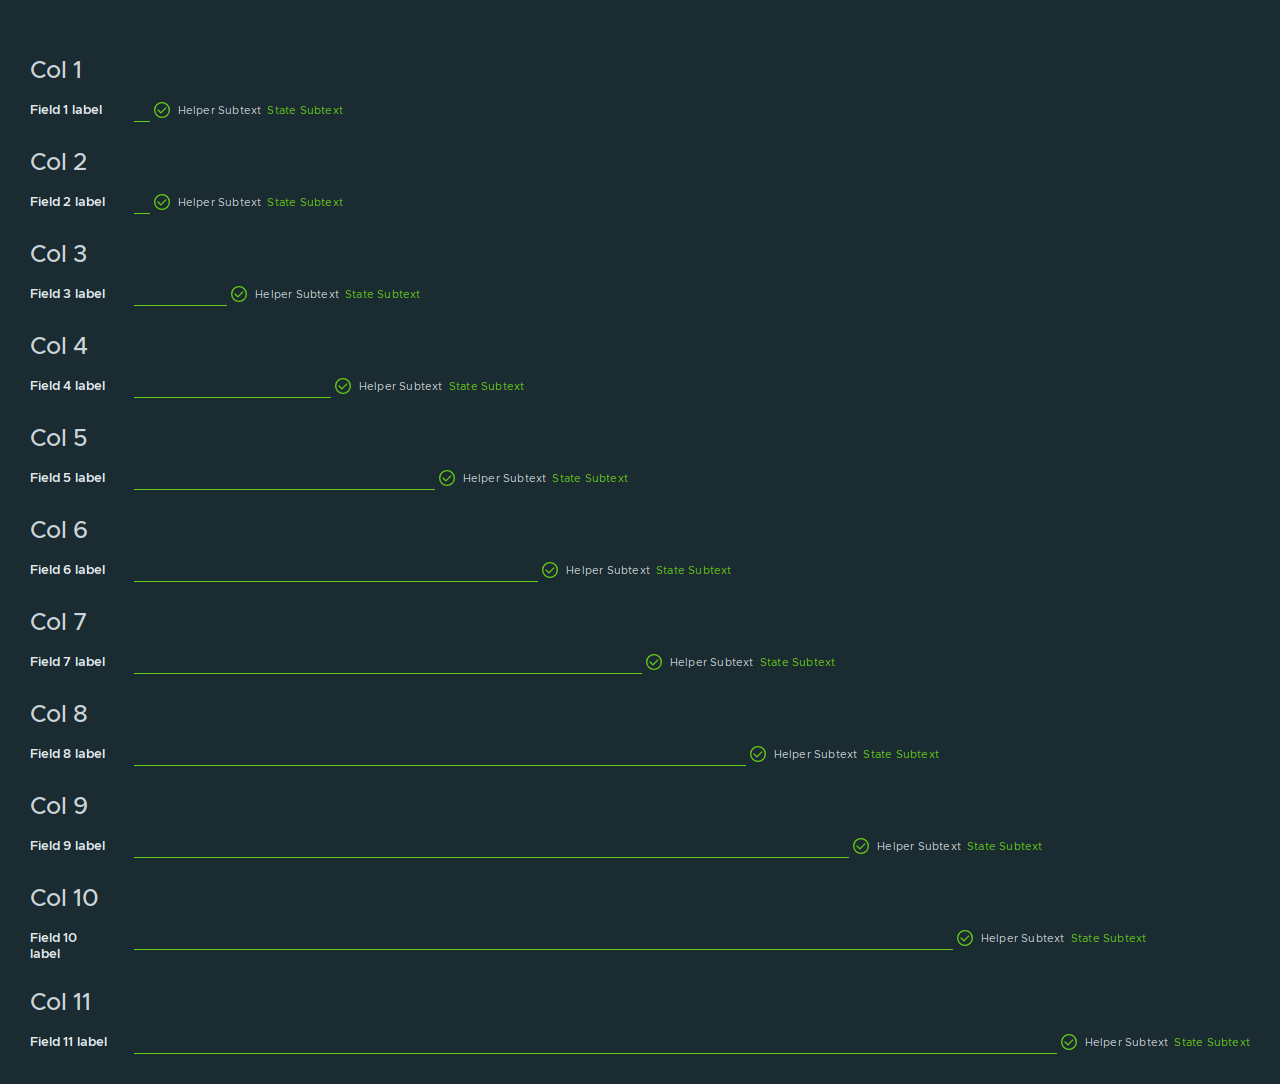 Col 1
Field 1 label Helper Subtext State Subtext
Col 2
Field 2 label Helper Subtext State Subtext
Col 3
Field 3 label Helper Subtext State Subtext
Col 4
Field 4 label Helper Subtext State Subtext
Col 5
Field 5 label Helper Subtext State Subtext
Col 6
Field 6 label Helper Subtext State Subtext
Col 7
Field 7 label Helper Subtext State Subtext
Col 8
Field 8 label Helper Subtext State Subtext
Col 9
Field 9 label Helper Subtext State Subtext
Col 10
Field 10 Helper Subtext State Subtext
label
Col 11
Field 11 label Helper Subtext State Subtext